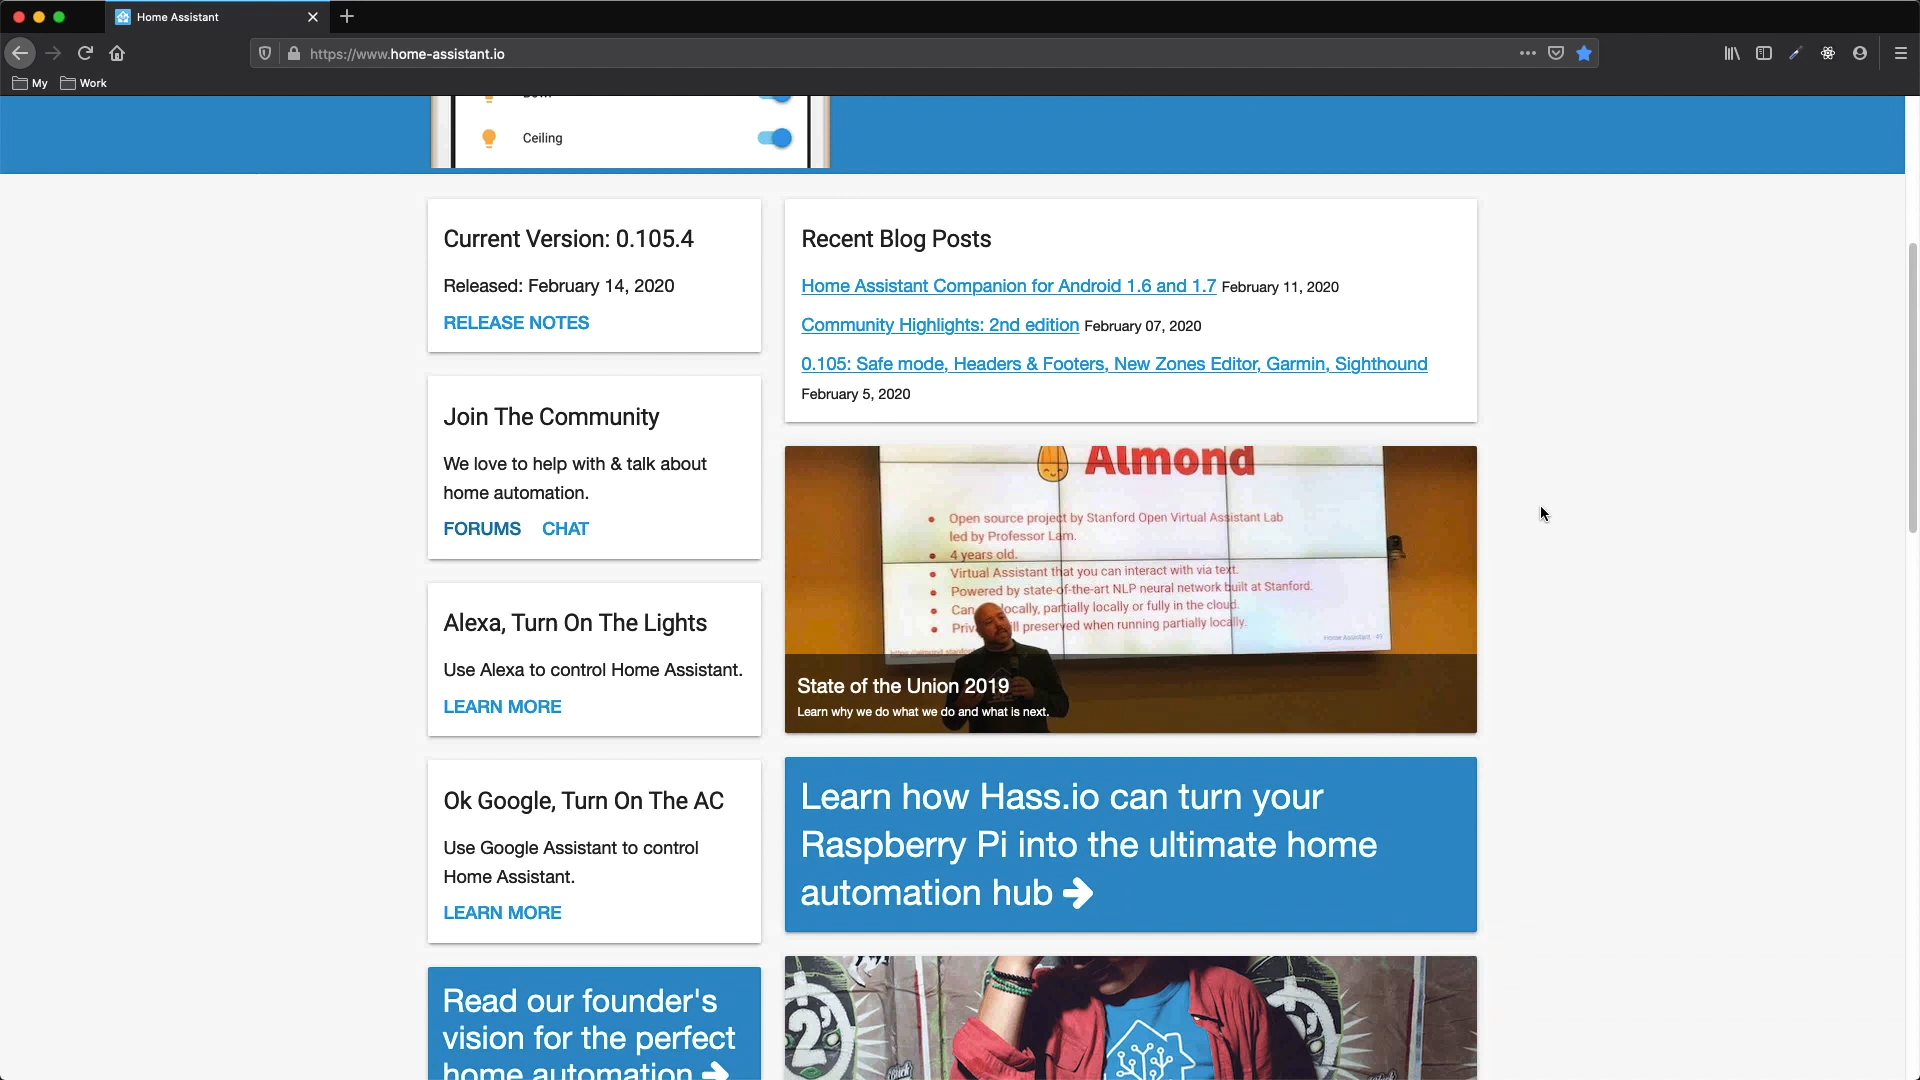 Home Assistant
https://www.home-assistant.io
My
Work
Ceiling
Current Version: 0.105.4
Released: February 14, 2020
RELEASE NOTES
Join The Community
We love to help with & talk about
home automation.
FORUMS CHAT
Alexa, Turn On The Lights
Use Alexa to control Home Assistant.
LEARN MORE
Ok Google, Turn On The AC
Use Google Assistant to control
Home Assistant.
LEARN MORE
Read our founder's
vision for the perfect
home automation
Recent Blog Posts
Home Assistant Companion for Android 1.6 and 1.7 February 11, 2020
Community Highlights: 2nd edition February 07, 2020
0.105: Safe mode, Headers & Footers, New Zones Editor, Garmin, Sighthound
February 5, 2020
Almond
Open source project by Stanford Open Virtual Assistant Lab
led by Professor Lam.
4 years old.
Virtual Assistant that you can interact with via text.
Powered by state-of-the-art NLP neural network built at Stanford.
Can locally, partially locally or fully in the cloud.
preserved when running partially locally.
Home Assistant
State of the Union 2019
Learn why we do what we do and what is next.
Learn how Hass.io can turn your
Raspberry Pi into the ultimate home
automation hub
2